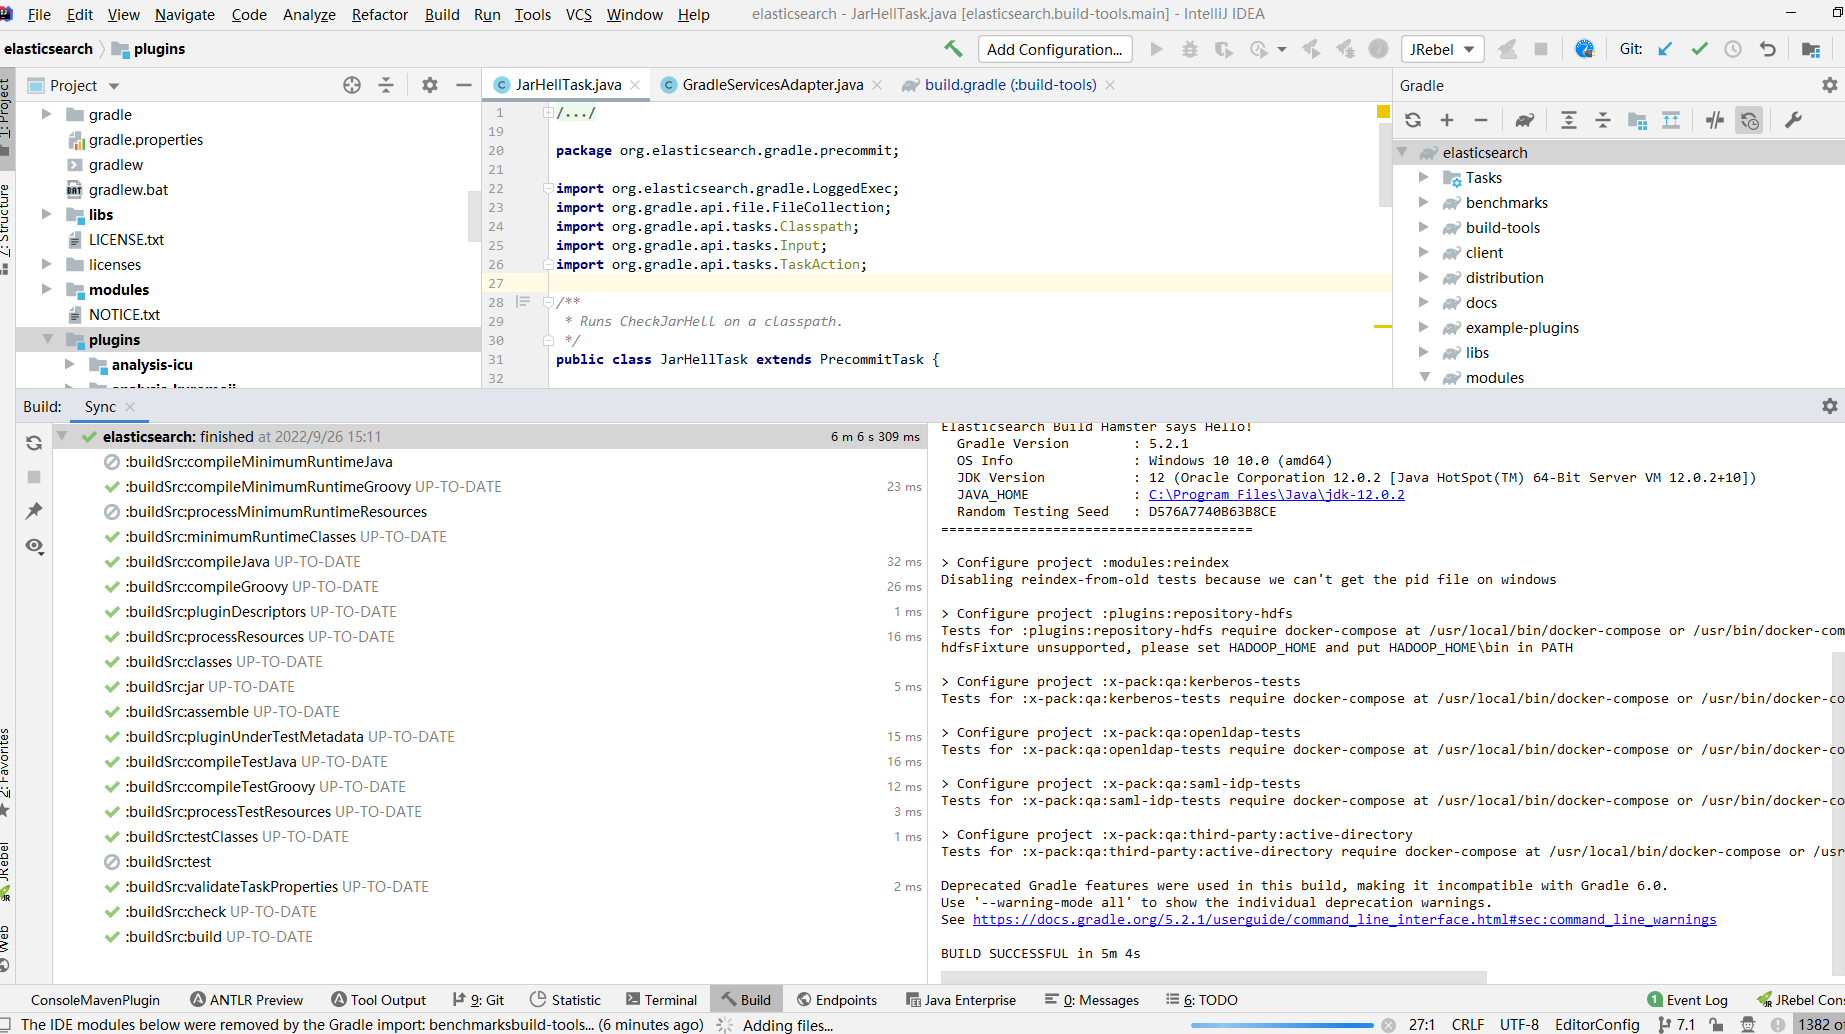 File Edit View Navigate Code Analyze Refactor Build Run Tools VCS Window Help elasticsearch - JarHellTask.java [elasticsearch.build-tools.main] - IntelliJ IDEA
elasticsearch plugins Add Configuration... JRebel Git:
1: Project
Z: Structure
2: Favorites
JRebel
Web
Project
gradle
gradle.properties
gradlew
gradlew.bat
libs
LICENSE.txt
licenses
modules
NOTICE.txt
plugins
analysis-icu
JarHellTask.java GradleServicesAdapter.java build.gradle (:build-tools)
1 /.../
19
20 package org.elasticsearch.gradle.precommit;
21
22 import org.elasticsearch.gradle.LoggedExec;
23 import org.gradle.api.file.FileCollection;
24 import org.gradle.api.tasks.Classpath;
25 import org.gradle.api.tasks.Input;
26 import org.gradle.api.tasks.TaskAction;
27
28 /**
29 * Runs CheckJarHell on a classpath.
30 */
31 public class JarHellTask extends PrecommitTask {
32
Gradle
elasticsearch
Tasks
benchmarks
build-tools
client
distribution
docs
example-plugins
libs
modules
Build: Sync
elasticsearch: finished at 2022/9/26 15:11 6 m 6 s 309 ms
:buildSrc:compileMinimumRuntimeJava
:buildSrc:compileMinimumRuntimeGroovy UP-TO-DATE 23 ms
:buildSrc:processMinimumRuntimeResources
:buildSrc:minimumRuntimeClasses UP-TO-DATE
:buildSrc:compileJava UP-TO-DATE 32 ms
:buildSrc:compileGroovy UP-TO-DATE 26 ms
:buildSrc:pluginDescriptors UP-TO-DATE 1 ms
:buildSrc:processResources UP-TO-DATE 16 ms
:buildSrc:classes UP-TO-DATE
:buildSrc:jar UP-TO-DATE 5 ms
:buildSrc:assemble UP-TO-DATE
:buildSrc:pluginUnderTestMetadata UP-TO-DATE 15 ms
:buildSrc:compileTestJava UP-TO-DATE 16 ms
:buildSrc:compileTestGroovy UP-TO-DATE 12 ms
:buildSrc:processTestResources UP-TO-DATE 3 ms
:buildSrc:testClasses UP-TO-DATE 1 ms
:buildSrc:test
:buildSrc:validateTaskProperties UP-TO-DATE 2 ms
:buildSrc:check UP-TO-DATE
:buildSrc:build UP-TO-DATE
Elasticsearch Build Hamster says Hello!
Gradle Version : 5.2.1
OS Info : Windows 10 10.0 (amd64)
JDK Version : 12 (Oracle Corporation 12.0.2 [Java HotSpot(TM) 64-Bit Server VM 12.0.2+10])
JAVA_HOME : C:\Program Files\Java\jdk-12.0.2
Random Testing Seed : D576A7740B63B8CE
=======================================
> Configure project :modules:reindex
Disabling reindex-from-old tests because we can't get the pid file on windows
> Configure project :plugins:repository-hdfs
Tests for :plugins:repository-hdfs require docker-compose at /usr/local/bin/docker-compose or /usr/bin/docker-com
hdfsFixture unsupported, please set HADOOP_HOME and put HADOOP_HOME\bin in PATH
> Configure project :x-pack:qa:kerberos-tests
Tests for :x-pack:qa:kerberos-tests require docker-compose at /usr/local/bin/docker-compose or /usr/bin/docker-co
> Configure project :x-pack:qa:openldap-tests
Tests for :x-pack:qa:openldap-tests require docker-compose at /usr/local/bin/docker-compose or /usr/bin/docker-co
> Configure project :x-pack:qa:saml-idp-tests
Tests for :x-pack:qa:saml-idp-tests require docker-compose at /usr/local/bin/docker-compose or /usr/bin/docker-co
> Configure project :x-pack:qa:third-party:active-directory
Tests for :x-pack:qa:third-party:active-directory require docker-compose at /usr/local/bin/docker-compose or /usr
Deprecated Gradle features were used in this build, making it incompatible with Gradle 6.0.
Use '--warning-mode all' to show the individual deprecation warnings.
See https://docs.gradle.org/5.2.1/userguide/command_line_interface.html#sec:command_line_warnings
BUILD SUCCESSFUL in 5m 4s
ConsoleMavenPlugin ANTLR Preview Tool Output 9: Git Statistic Terminal Build Endpoints Java Enterprise 0: Messages 6: TODO 1 Event Log JRebel Cons
The IDE modules below were removed by the Gradle import: benchmarksbuild-tools... (6 minutes ago) Adding files... 27:1 CRLF UTF-8 EditorConfig 7.1 1382 o